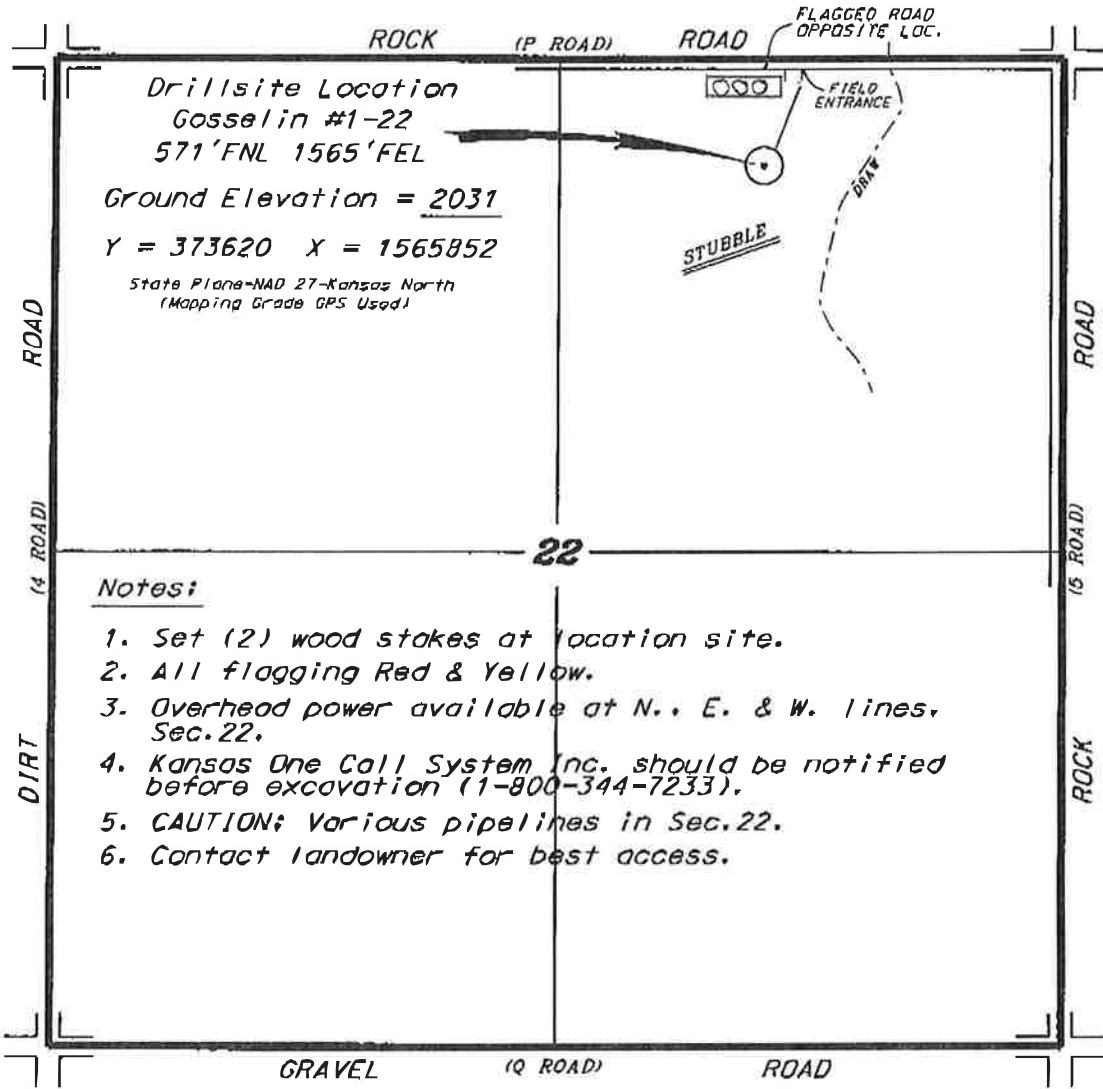 FLAGGED ROAD
OPPOSITE LOC.
ROCK (P ROAD) ROAD
Drillsite Location
Gosselin #1-22
571'FNL 1565'FEL
FIELD
ENTRANCE
Ground Elevation = 2031
DRAW
Y = 373620 X = 1565852
STUBBLE
State Plane-NAD 27-Kansas North
(Mapping Grade GPS Used)
ROAD
ROAD
(4 ROAD)
22
(5 ROAD)
Notes:
1. Set (2) wood stakes at location site.
2. All flagging Red & Yellow.
3. Overhead power available at N., E. & W. lines,
Sec.22.
4. Kansas One Call System Inc. should be notified
before excavation (1-800-344-7233).
5. CAUTION: Various pipelines in Sec.22.
6. Contact landowner for best access.
DIRT
ROCK
GRAVEL (Q ROAD) ROAD